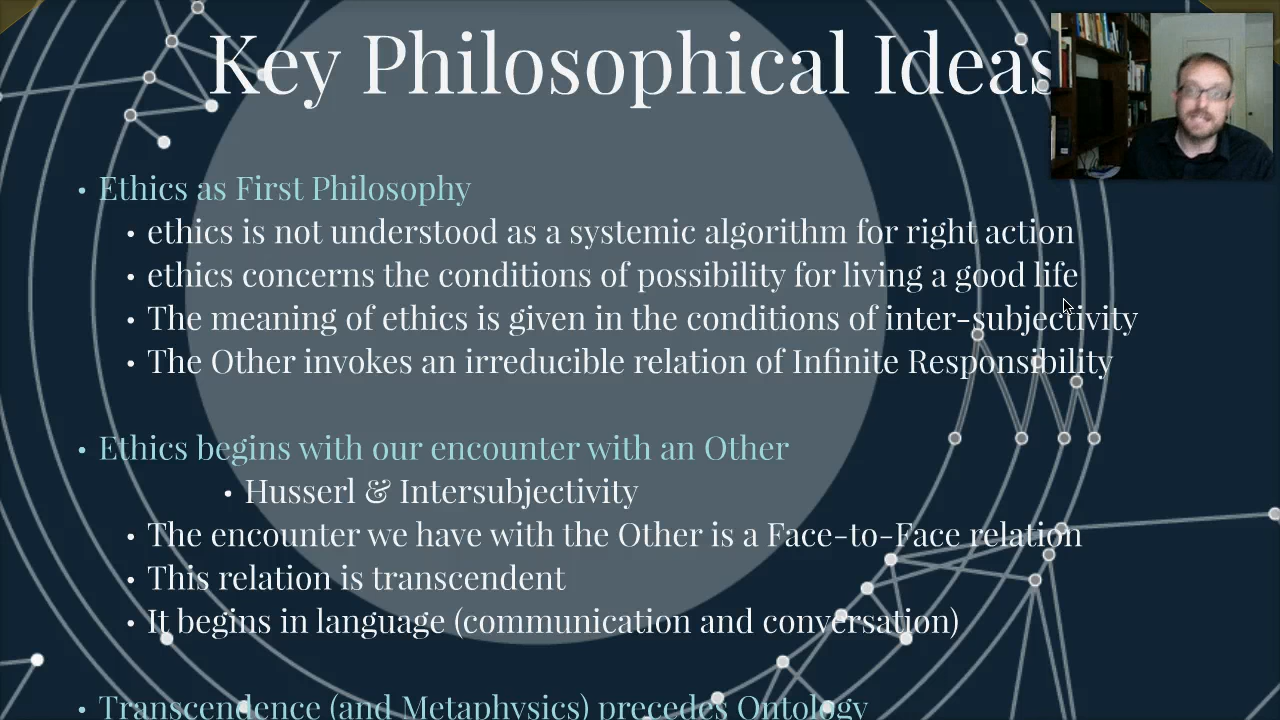 Key Philosophical Ideas
• Ethics as First Philosophy
• ethics is not understood as a systemic algorithm for right action
• ethics concerns the conditions of possibility for living a good life
• The meaning of ethics is given in the conditions of inter-subjectivity
• The Other invokes an irreducible relation of Infinite Responsibility
• Ethics begins with our encounter with an Other
• Husserl & Intersubjectivity
• The encounter we have with the Other is a Face-to-Face relation
• This relation is transcendent
• It begins in language (communication and conversation)
• Transcendence (and Metaphysics) precedes Ontology